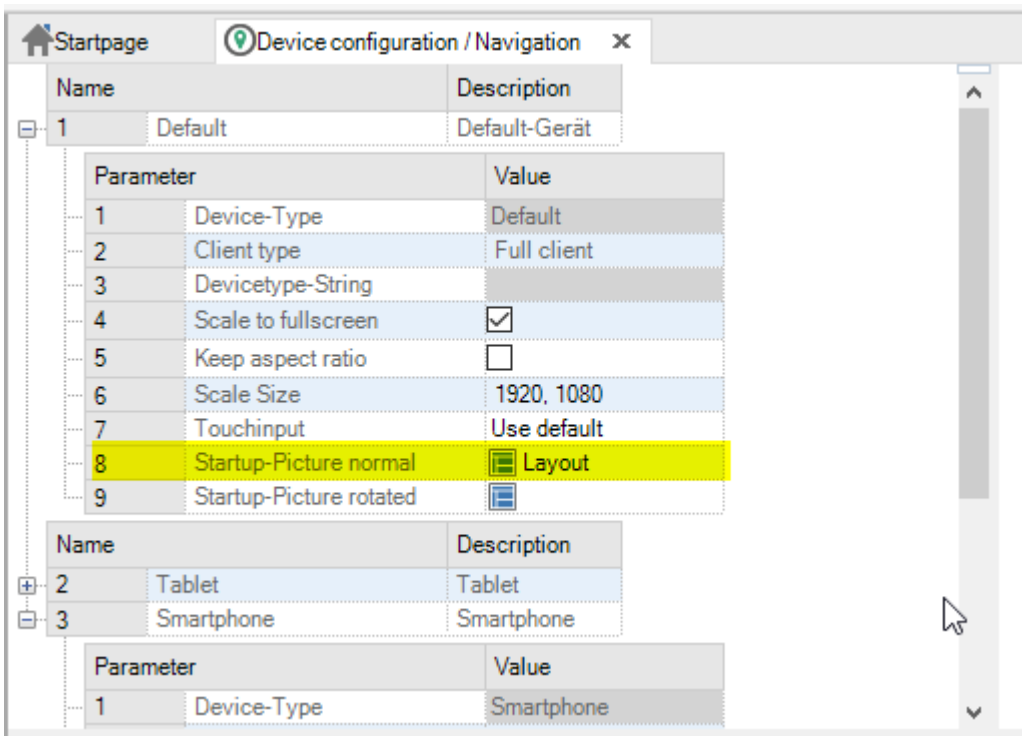 Startpage Device configuration / Navigation
Name Description
1 Default Default-Gerät
Parameter Value
1 Device-Type Default
2 Client type Full client
3 Devicetype-String
4 Scale to fullscreen
5 Keep aspect ratio
6 Scale Size 1920, 1080
7 Touchinput Use default
8 Startup-Picture normal Layout
9 Startup-Picture rotated
Name Description
2 Tablet Tablet
3 Smartphone Smartphone
Parameter Value
1 Device-Type Smartphone